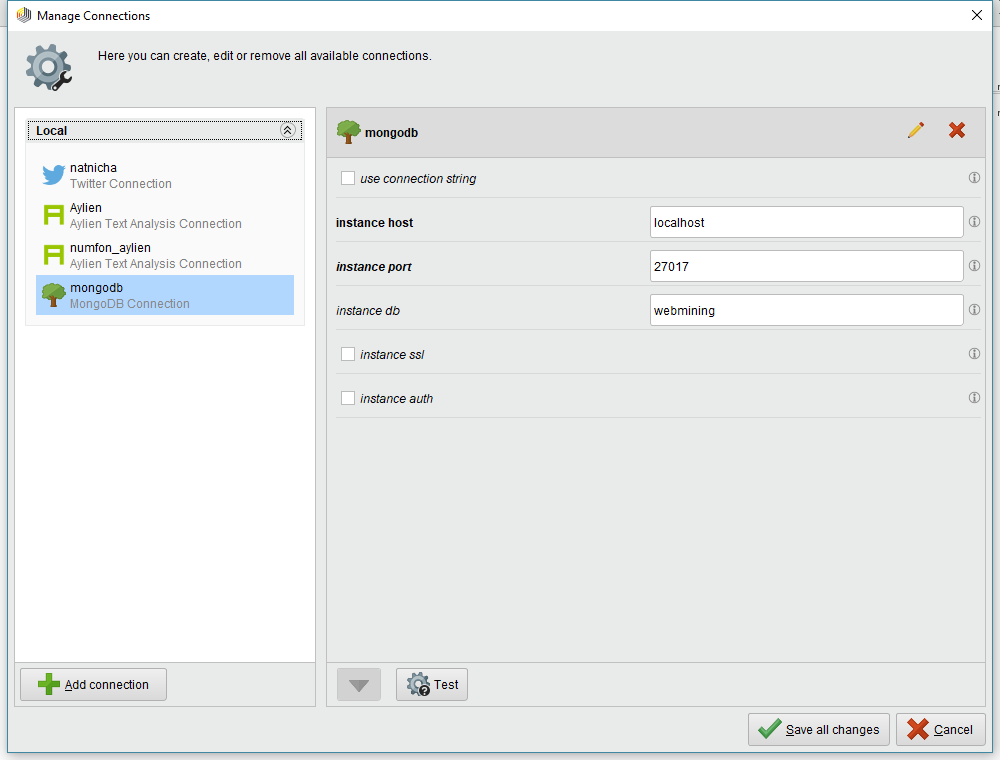 Manage Connections
Here you can create, edit or remove all available connections.
Local
natnicha
Twitter Connection
Aylien
Aylien Text Analysis Connection
numfon_aylien
Aylien Text Analysis Connection
mongodb
MongoDB Connection
Add connection
mongodb
use connection string
instance host
localhost
instance port
27017
instance db
webmining
instance ssl
instance auth
Test
Save all changes
Cancel